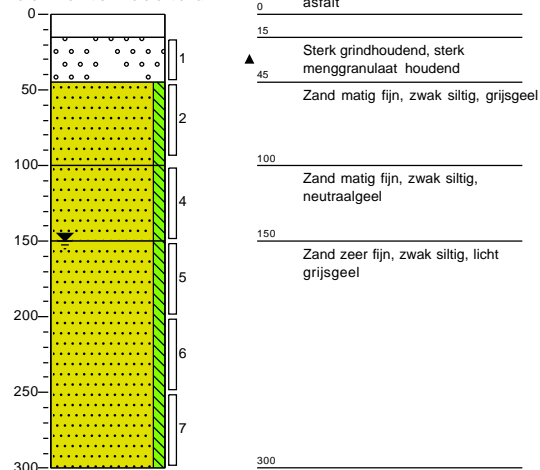 0
50
100
150
200
250
300
1
2
4
5
6
7
0
asfalt
15
Sterk grindhoudend, sterk
menggranulaat houdend
45
Zand matig fijn, zwak siltig, grijsgeel
100
Zand matig fijn, zwak siltig,
neutraalgeel
150
Zand zeer fijn, zwak siltig, licht
grijsgeel
300